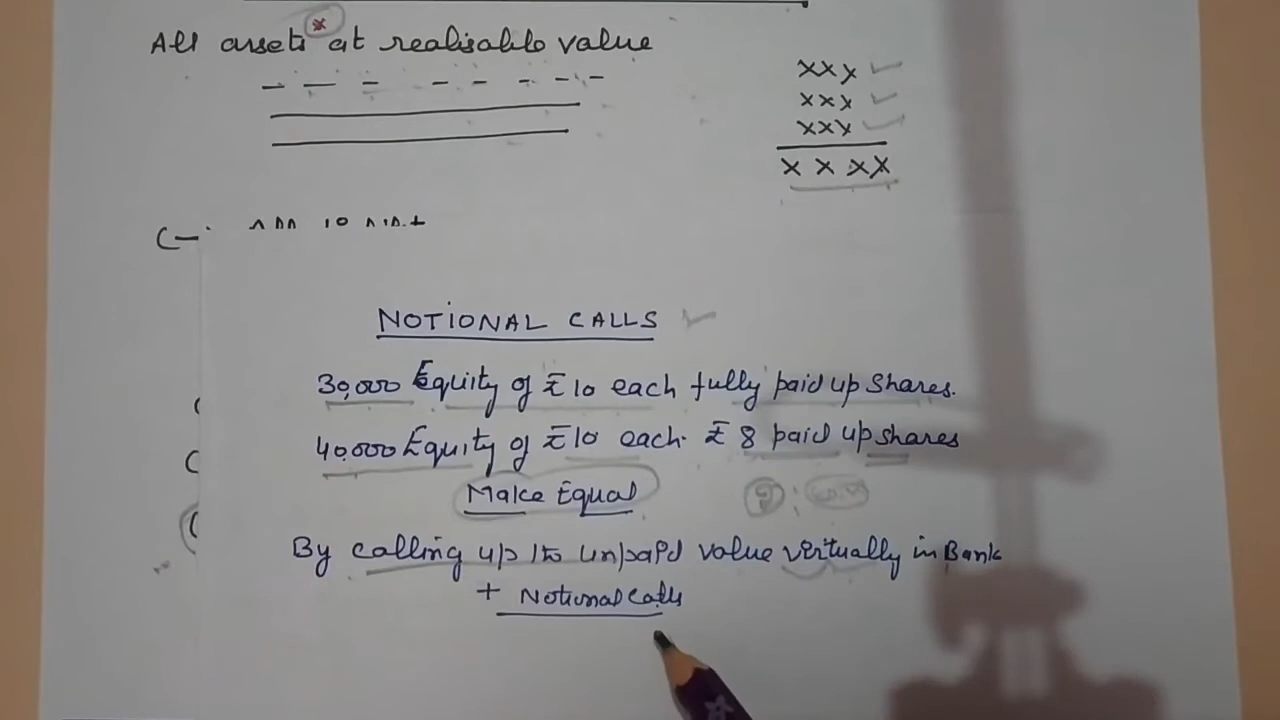 All assets * at realisable value
xxx
xxx
xxx
xxxx
NOTIONAL CALLS
30,000 Equity of ₹10 each fully paid up shares.
40,000 Equity of ₹10 each. ₹ 8 paid up shares
Make Equal
By calling up its unpaid value virtually in Bank
+ Notional calls